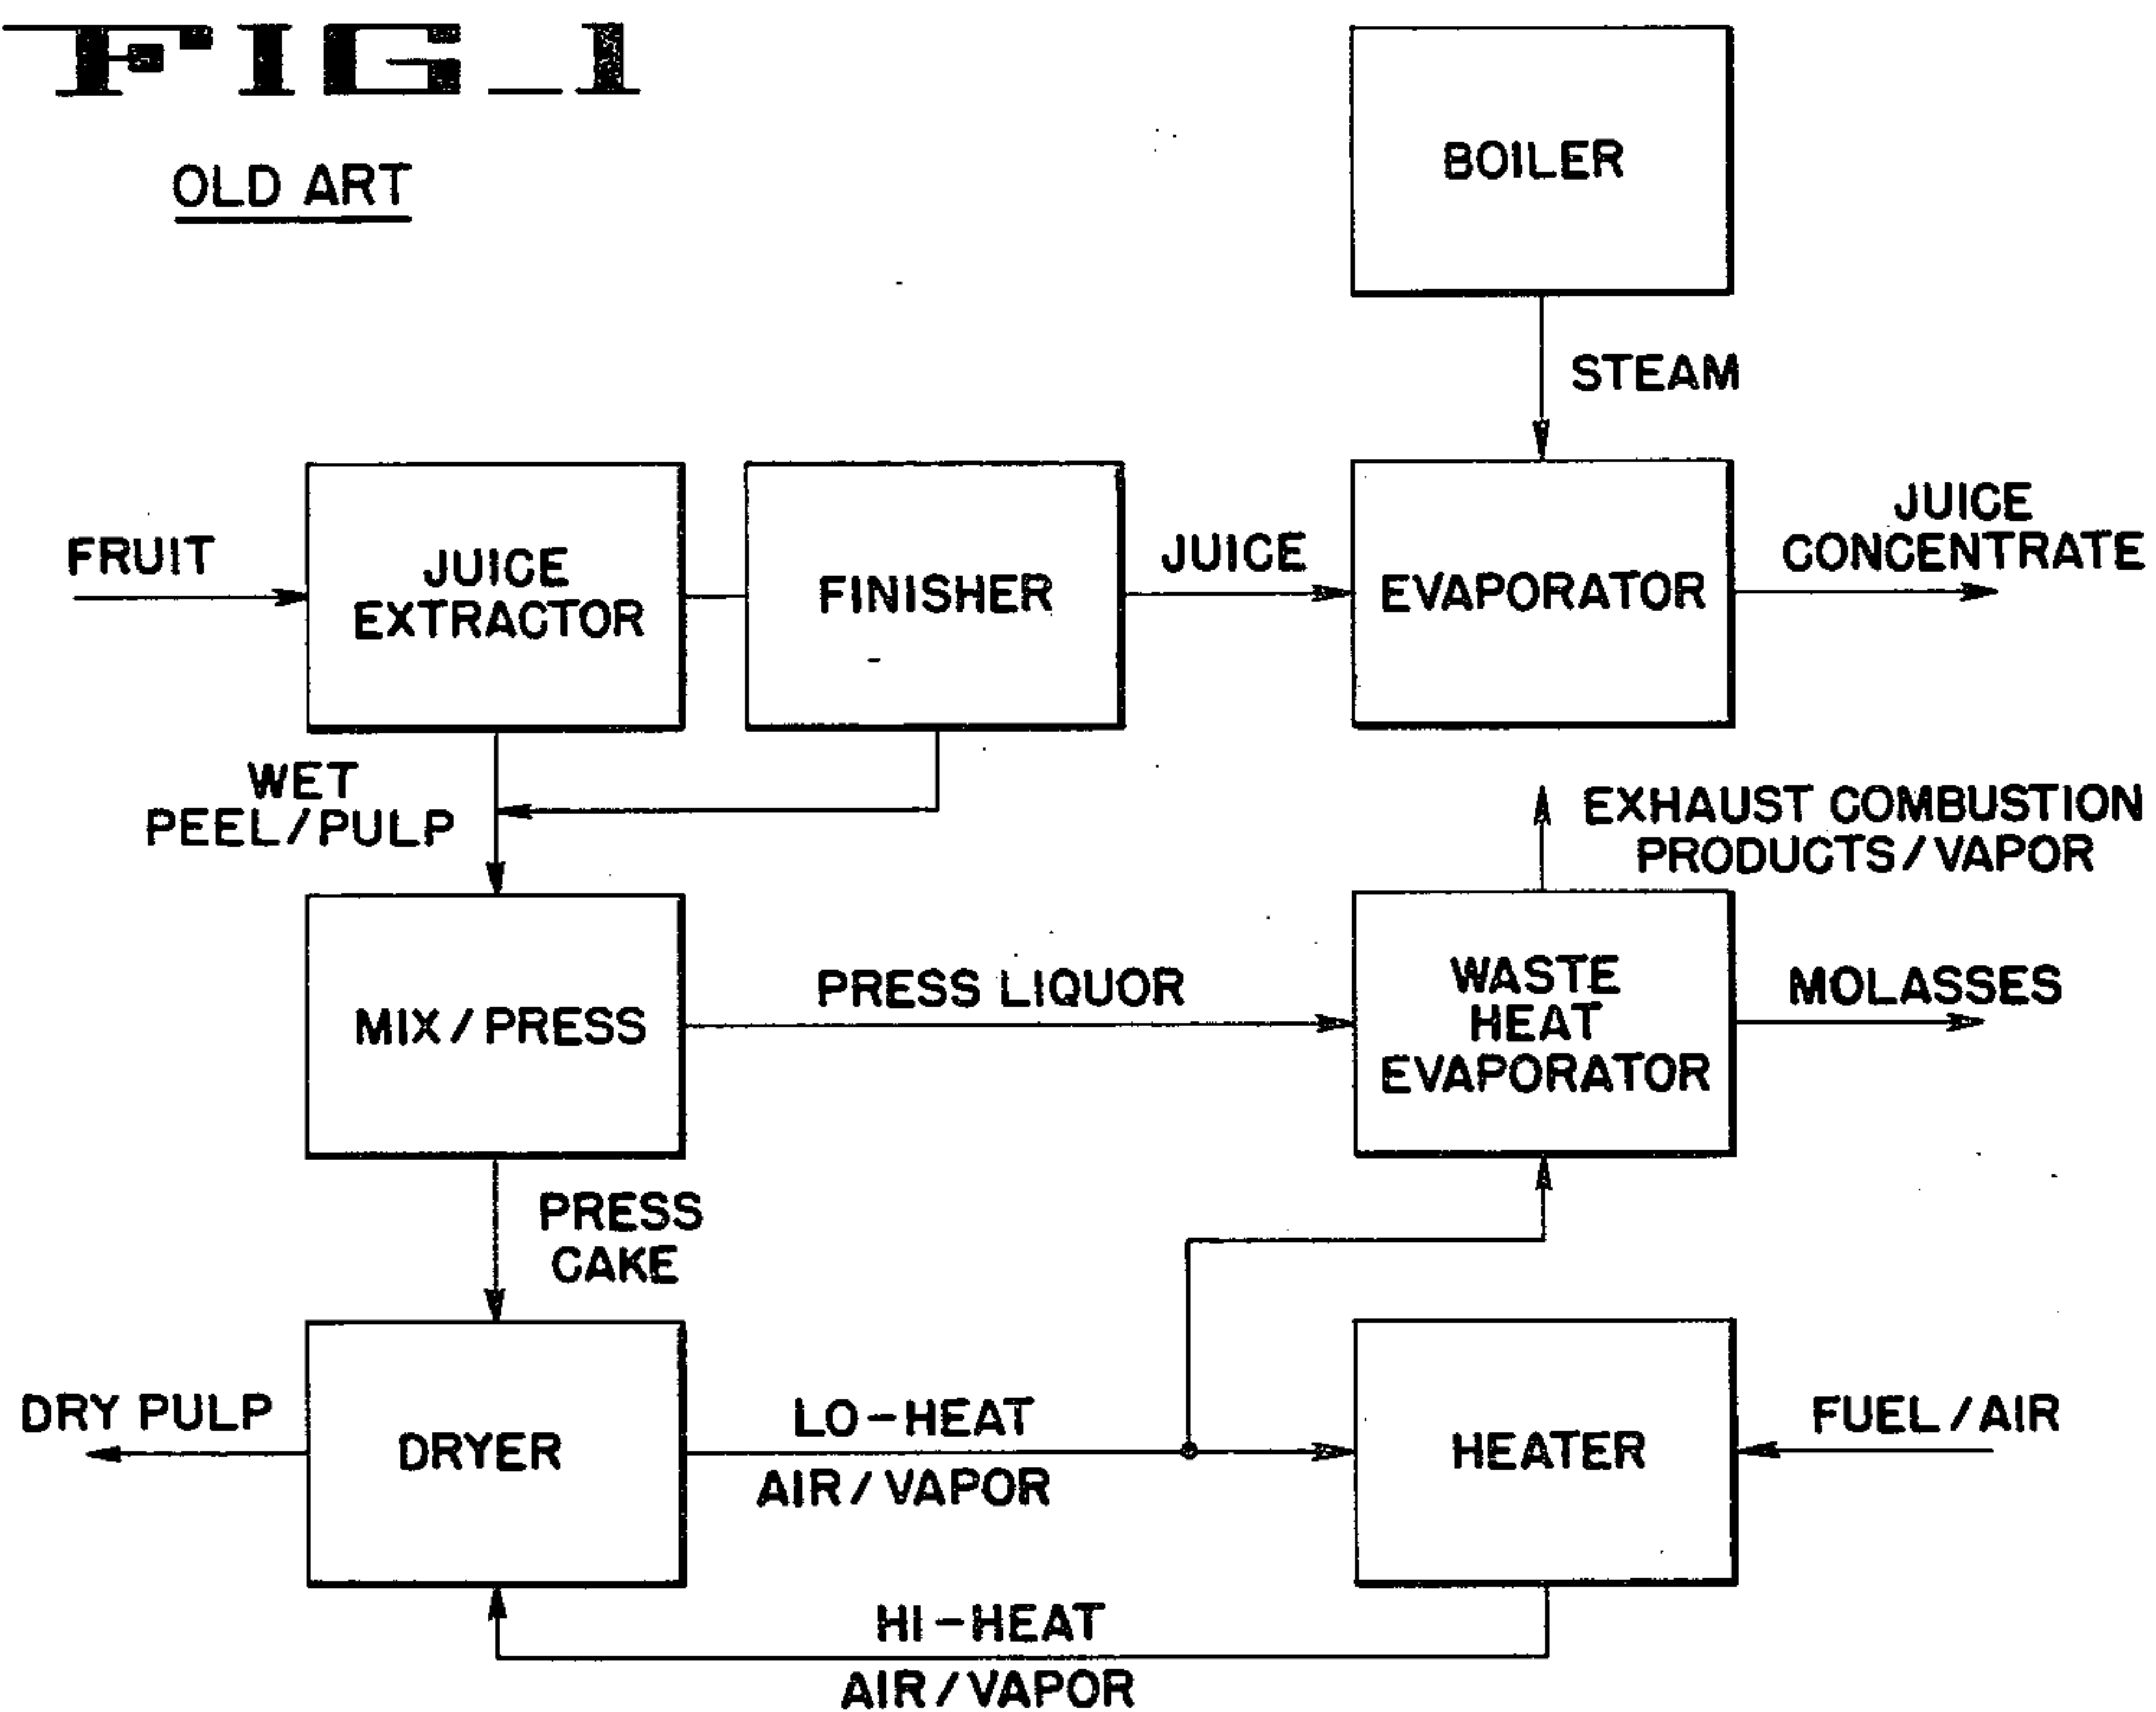 FIG_1
OLD ART
BOILER
STEAM
FRUIT
JUICE
EXTRACTOR
FINISHER
JUICE
EVAPORATOR
JUICE
CONCENTRATE
WET
PEEL/PULP
EXHAUST COMBUSTION
PRODUCTS/VAPOR
MIX/PRESS
PRESS LIQUOR
WASTE
HEAT
EVAPORATOR
MOLASSES
PRESS
CAKE
DRY PULP
DRYER
LO-HEAT
AIR/VAPOR
HEATER
FUEL/AIR
HI-HEAT
AIR/VAPOR